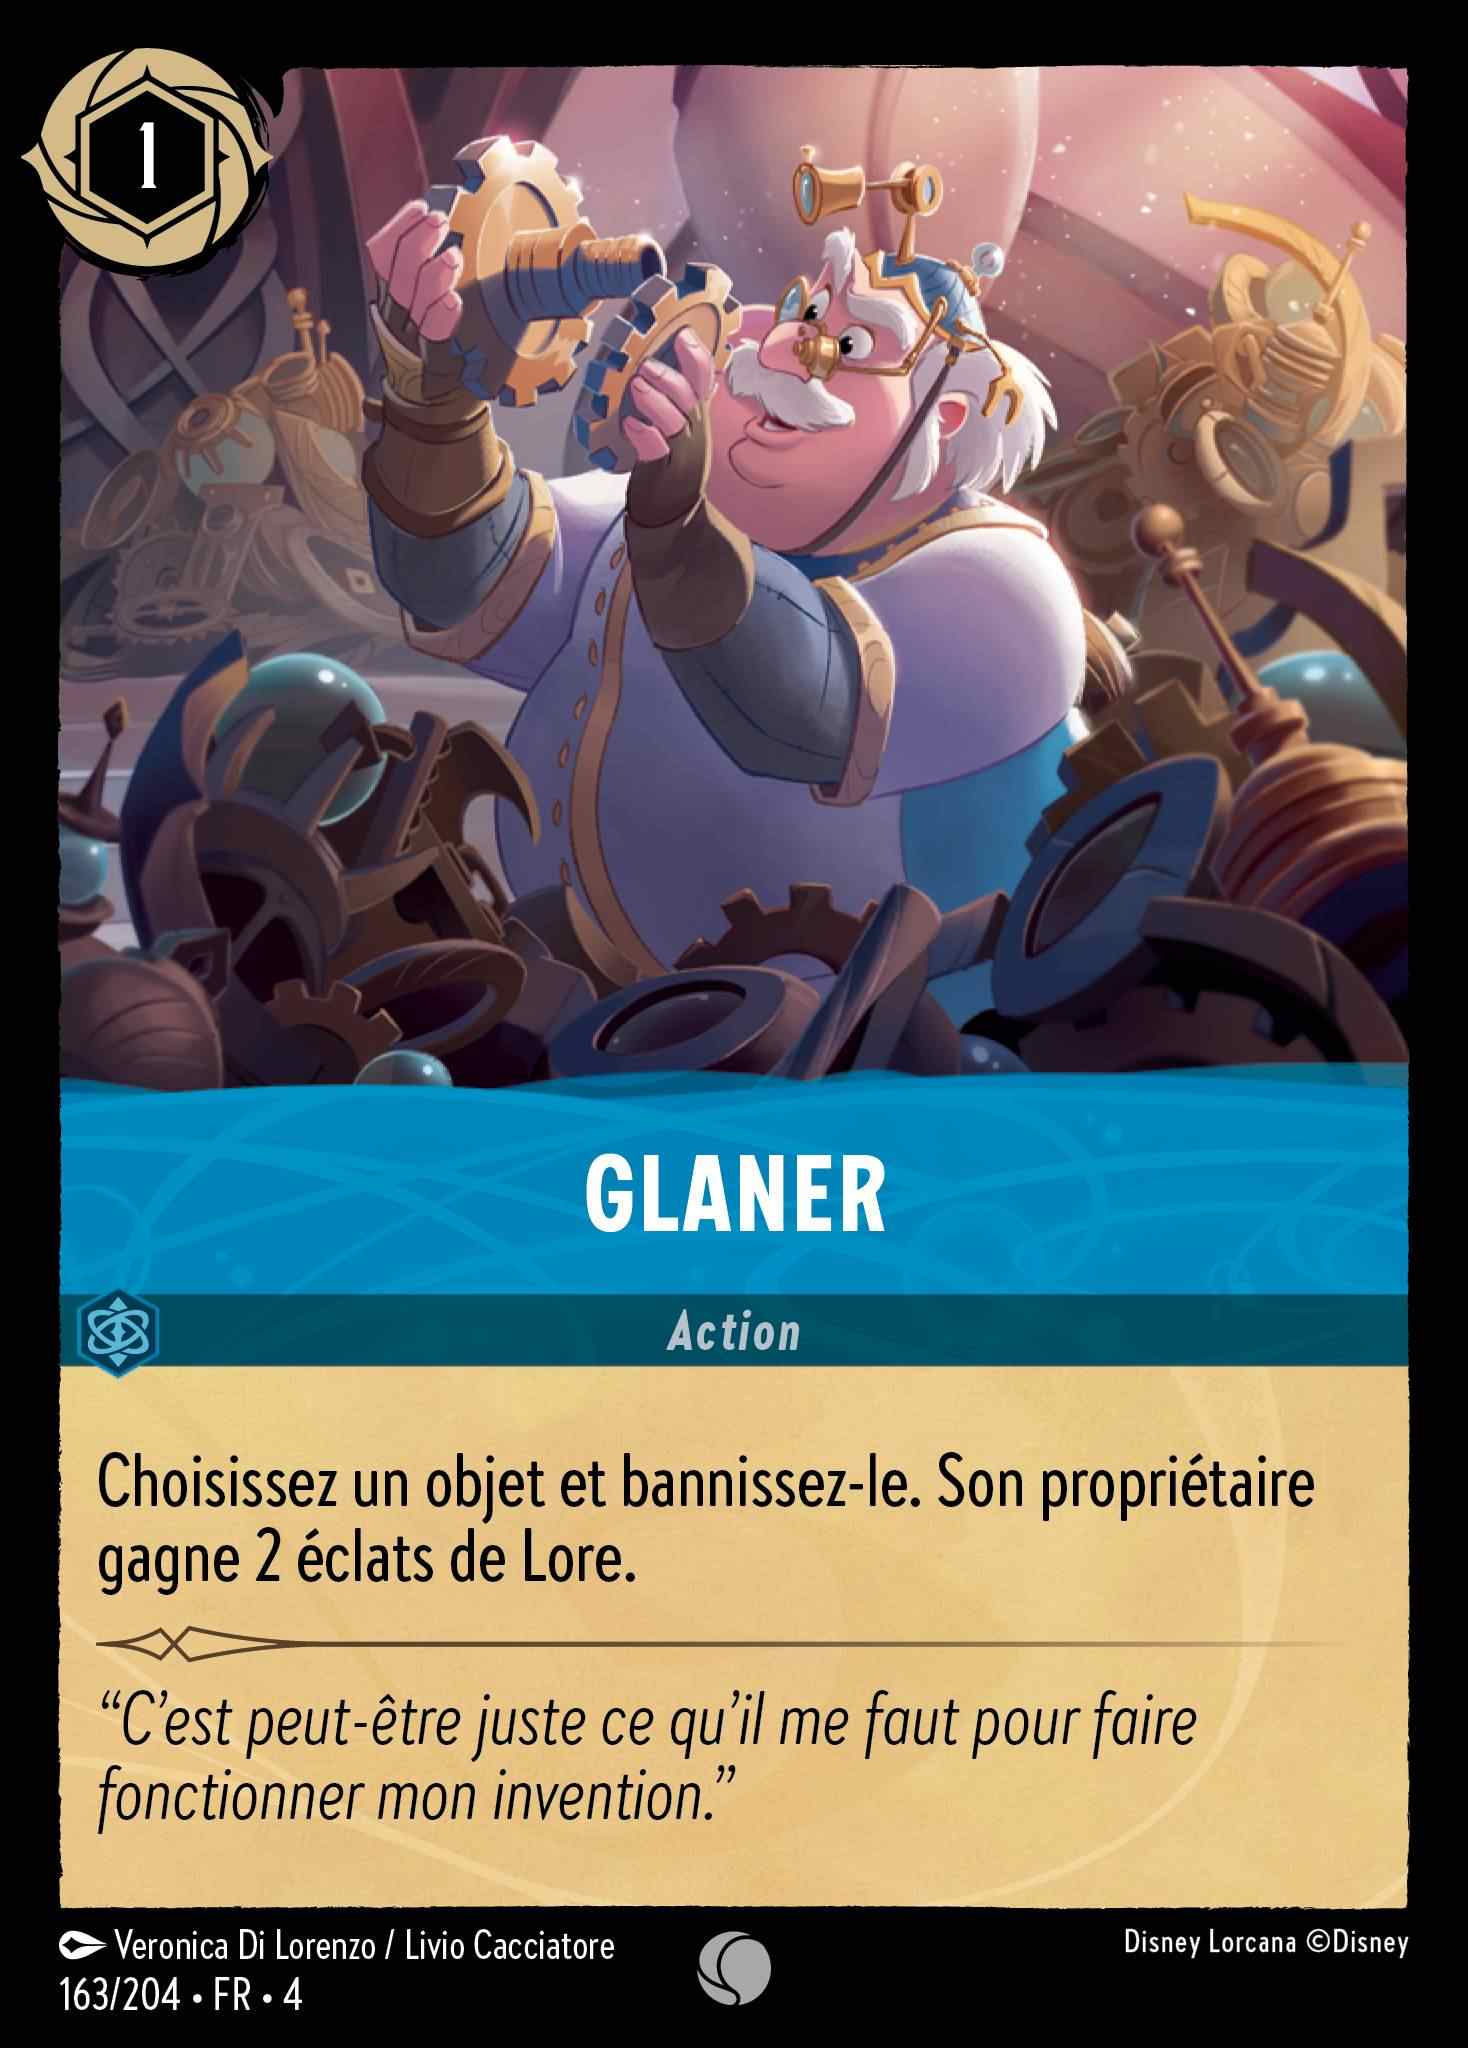 1
GLANER
Action
Choisissez un objet et bannissez-le. Son propriétaire
gagne 2 éclats de Lore.
“C’est peut-être juste ce qu’il me faut pour faire
fonctionner mon invention.”
Veronica Di Lorenzo / Livio Cacciatore
Disney Lorcana ©Disney
163/204 • FR • 4